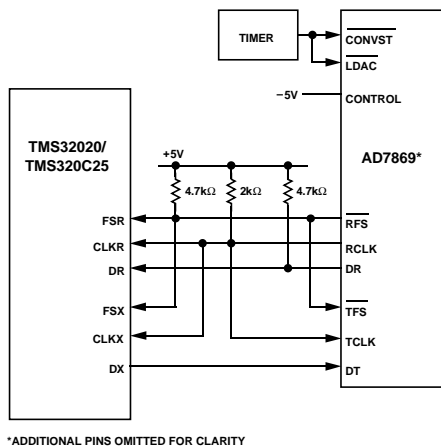 TIMER
CONVST
LDAC
–5V
CONTROL
TMS32020/
TMS320C25
AD7869*
+5V
4.7kΩ
2kΩ
4.7kΩ
FSR
RFS
CLKR
RCLK
DR
DR
FSX
TFS
CLKX
TCLK
DX
DT
*ADDITIONAL PINS OMITTED FOR CLARITY